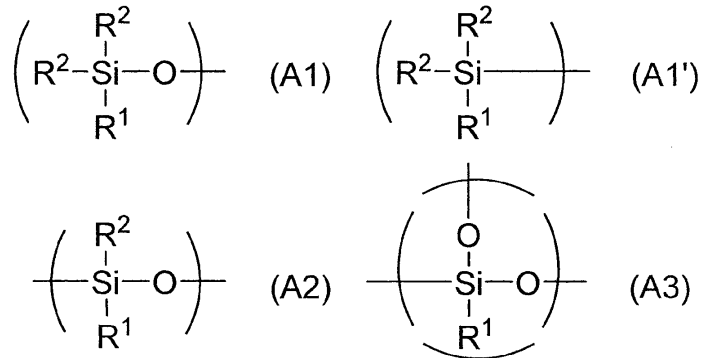 R² R²
R²-Si-O- (A1) R²-Si- (A1')
R¹ R¹
R² O
-Si-O- (A2) -Si-O- (A3)
R¹ R¹